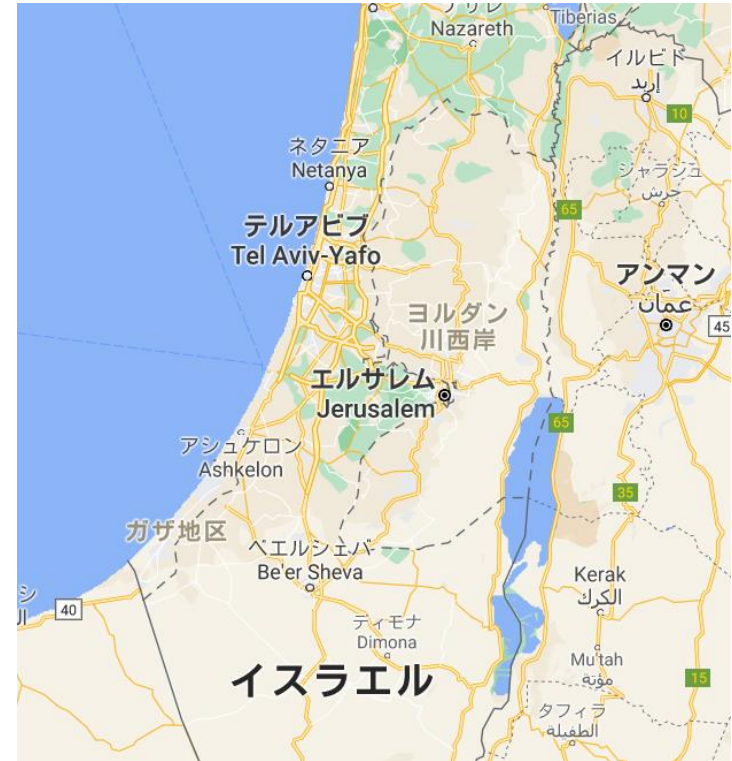 ナザレ
Nazareth
Tiberias
イルビド
إربد
10
ネタニア
Netanya
ジャラシュ
جرش
65
テルアビブ
Tel Aviv-Yafo
アンマン
عمان
45
ヨルダン
川西岸
エルサレム
Jerusalem
65
アシュケロン
Ashkelon
35
ガザ地区
ベエルシェバ
Be'er Sheva
40
Kerak
الكرك
ディモナ
Dimona
イスラエル
Mu'tah
مؤتة
15
タフィラ
الطفيلة